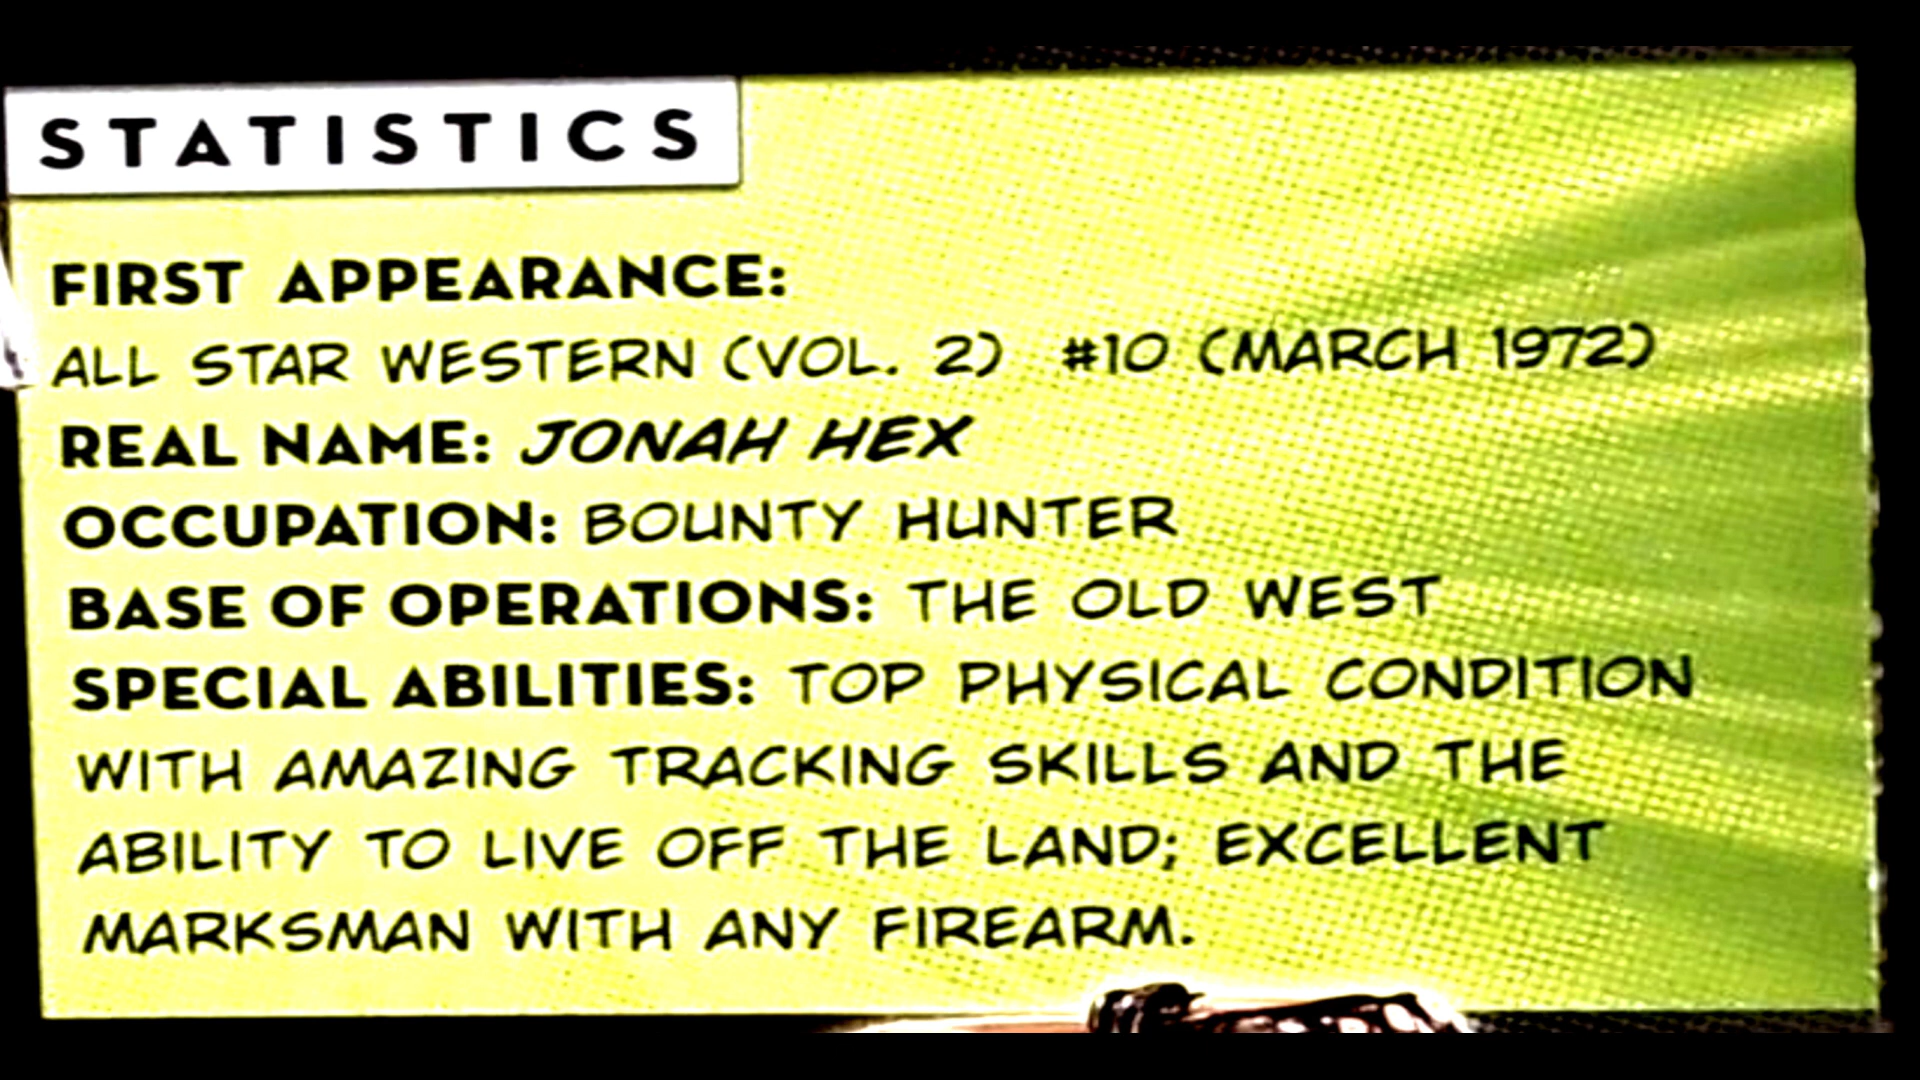 STATISTICS
FIRST APPEARANCE:
ALL STAR WESTERN (VOL. 2) #10 (MARCH 1972)
REAL NAME: JONAH HEX
OCCUPATION: BOUNTY HUNTER
BASE OF OPERATIONS: THE OLD WEST
SPECIAL ABILITIES: TOP PHYSICAL CONDITION
WITH AMAZING TRACKING SKILLS AND THE
ABILITY TO LIVE OFF THE LAND; EXCELLENT
MARKSMAN WITH ANY FIREARM.